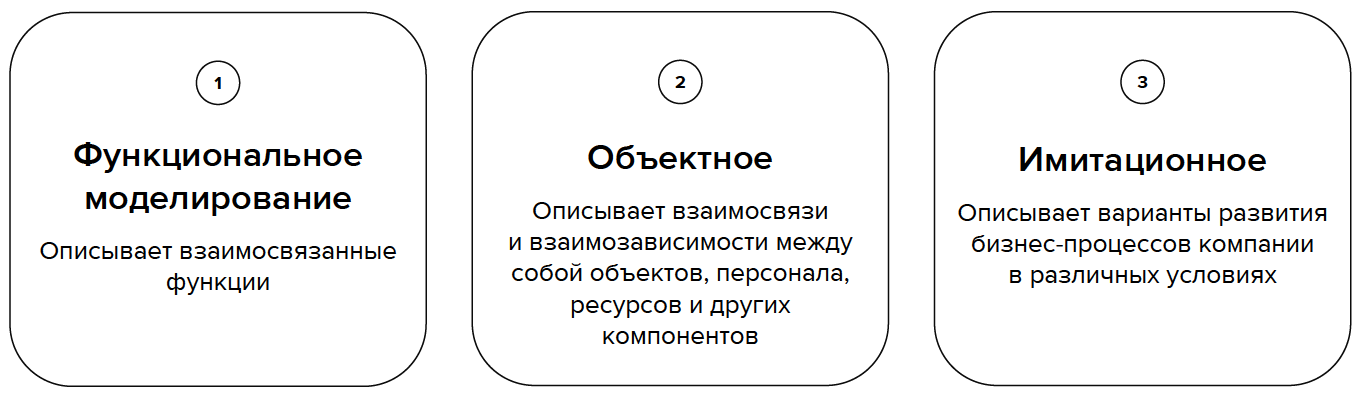 1
Функциональное
моделирование
Описывает взаимосвязанные
функции
2
Объектное
Описывает взаимосвязи
и взаимозависимости между
собой объектов, персонала,
ресурсов и других
компонентов
3
Имитационное
Описывает варианты развития
бизнес-процессов компании
в различных условиях